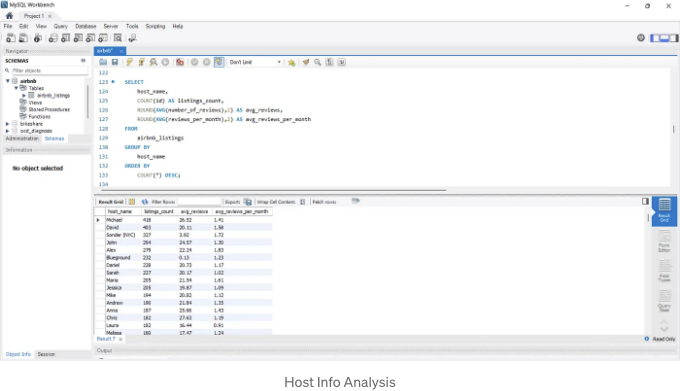 MySQL Workbench
Project 1 ×
File Edit View Query Database Server Tools Scripting Help
Navigator
SCHEMAS
Filter objects
airbnb
Tables
airbnb_listings
Views
Stored Procedures
Functions
bikeshare
ocd_diagnosis
Administration Schemas
Information
No object selected
Object Info Session
airbnb*
Don't Limit
122
123 SELECT
124 host_name,
125 COUNT(id) AS listings_count,
126 ROUND(AVG(number_of_reviews),2) AS avg_reviews,
127 ROUND(AVG(reviews_per_month),2) AS avg_reviews_per_month
128 FROM
129 airbnb_listings
130 GROUP BY
131 host_name
132 ORDER BY
133 COUNT(*) DESC;
134
Result Grid Filter Rows: Export: Wrap Cell Content: Fetch rows:
host_name listings_count avg_reviews avg_reviews_per_month
Michael 418 26.52 1.41
David 403 20.11 1.58
Sonder (NYC) 327 1.72
John 294 24.57 1.30
Alex 279 22.24 1.83
Blueground 232 0.13 1.23
Daniel 228 20.73 1.17
Sarah 227 20.17 1.02
Maria 205 21.54 1.61
Jessica 205 19.87 1.09
Mike 194 20.82 1.12
Andrew 190 21.84 1.35
Anna 187 25.86 1.43
Chris 182 27.63 1.19
Laura 182 16.44 0.91
Melissa 180 17.47 1.24
Result 7 ×
Output
Result
Grid
Form
Editor
Field
Types
Query
Stats
Read Only
Host Info Analysis